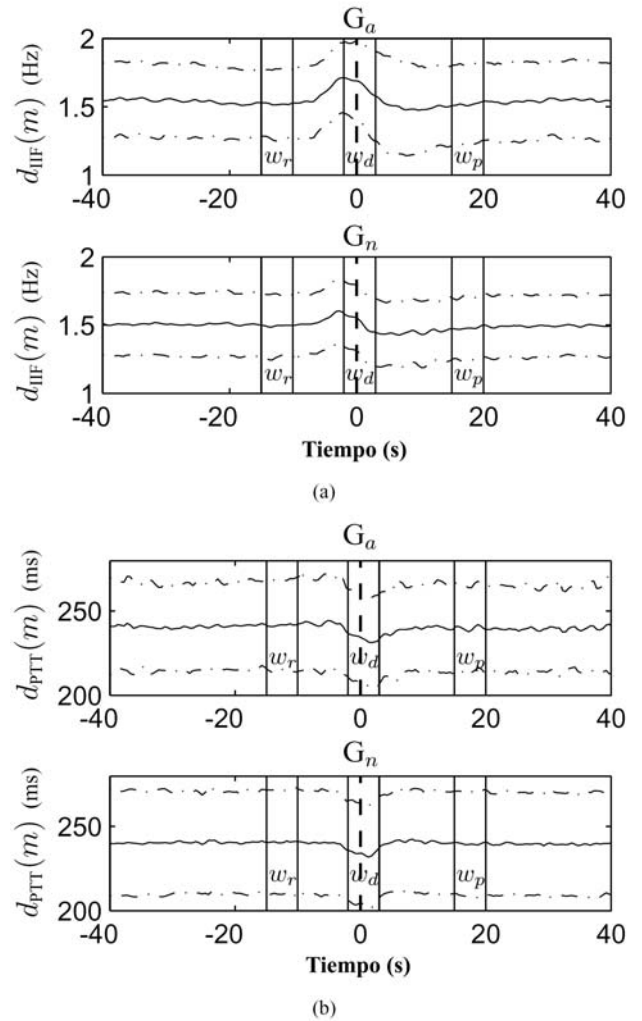 G_a
d_IIF(m) (Hz)
2
1.5
1
w_r w_d w_p
-40 -20 0 20 40
G_n
d_IIF(m) (Hz)
2
1.5
1
w_r w_d w_p
-40 -20 0 20 40
Tiempo (s)
(a)
G_a
d_PTT(m) (ms)
250
200
w_r w_d w_p
-40 -20 0 20 40
G_n
d_PTT(m) (ms)
250
200
w_r w_d w_p
-40 -20 0 20 40
Tiempo (s)
(b)